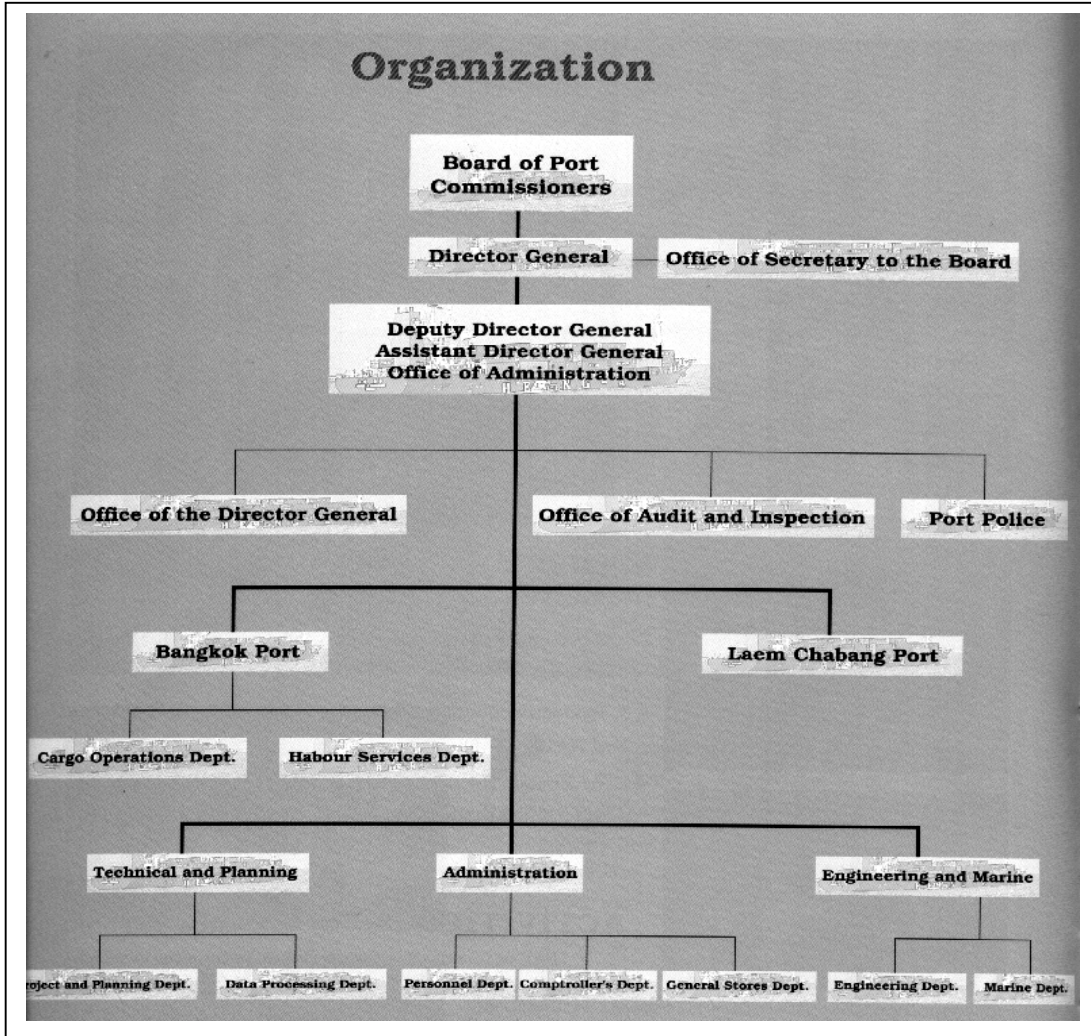 Organization
Board of Port
Commissioners
Director General
Office of Secretary to the Board
Deputy Director General
Assistant Director General
Office of Administration
Office of the Director General
Office of Audit and Inspection
Port Police
Bangkok Port
Laem Chabang Port
Cargo Operations Dept.
Habour Services Dept.
Technical and Planning
Administration
Engineering and Marine
roject and Planning Dept.
Data Processing Dept.
Personnel Dept.
Comptroller's Dept.
General Stores Dept.
Engineering Dept.
Marine Dept.